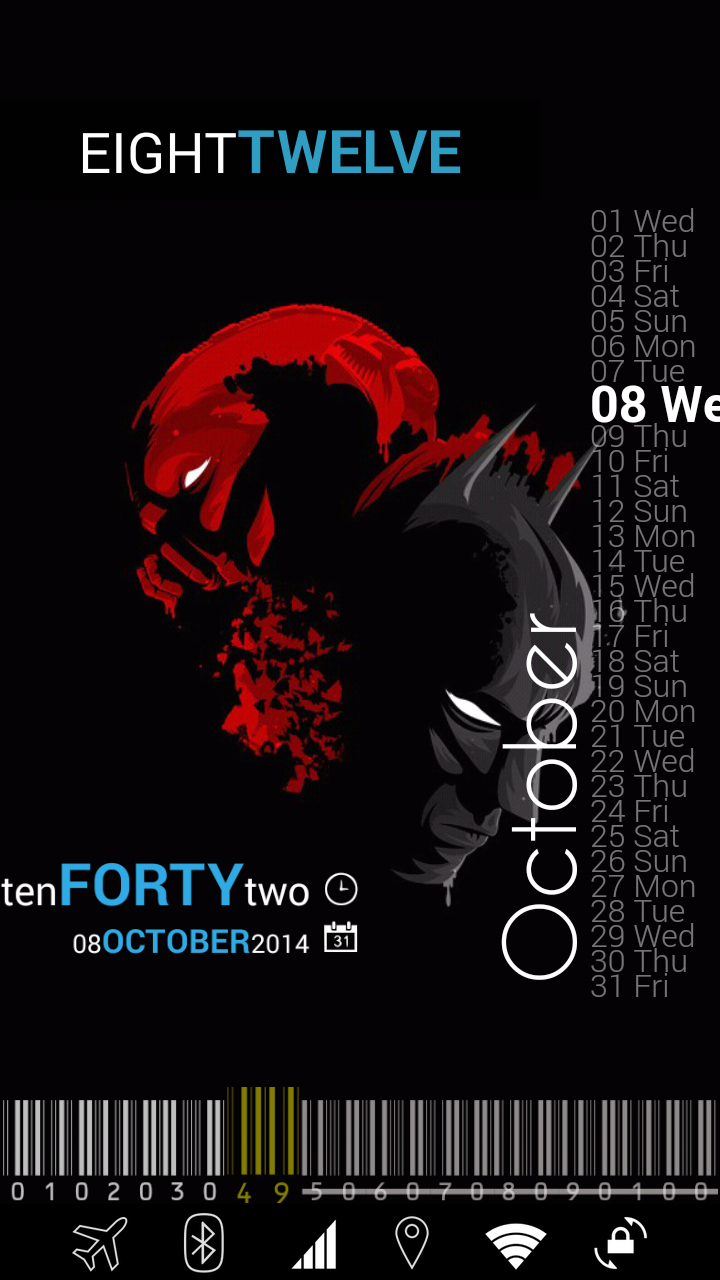 EIGHTTWELVE
01 Wed
02 Thu
03 Fri
04 Sat
05 Sun
06 Mon
07 Tue
08 We
09 Thu
10 Fri
11 Sat
12 Sun
13 Mon
14 Tue
15 Wed
16 Thu
17 Fri
18 Sat
19 Sun
20 Mon
21 Tue
22 Wed
23 Thu
24 Fri
25 Sat
26 Sun
27 Mon
28 Tue
29 Wed
30 Thu
31 Fri
October
tenFORTYtwo
08OCTOBER2014
31
0 1 0 2 0 3 0 4 9 5 0 6 0 7 0 8 0 9 0 1 0 0